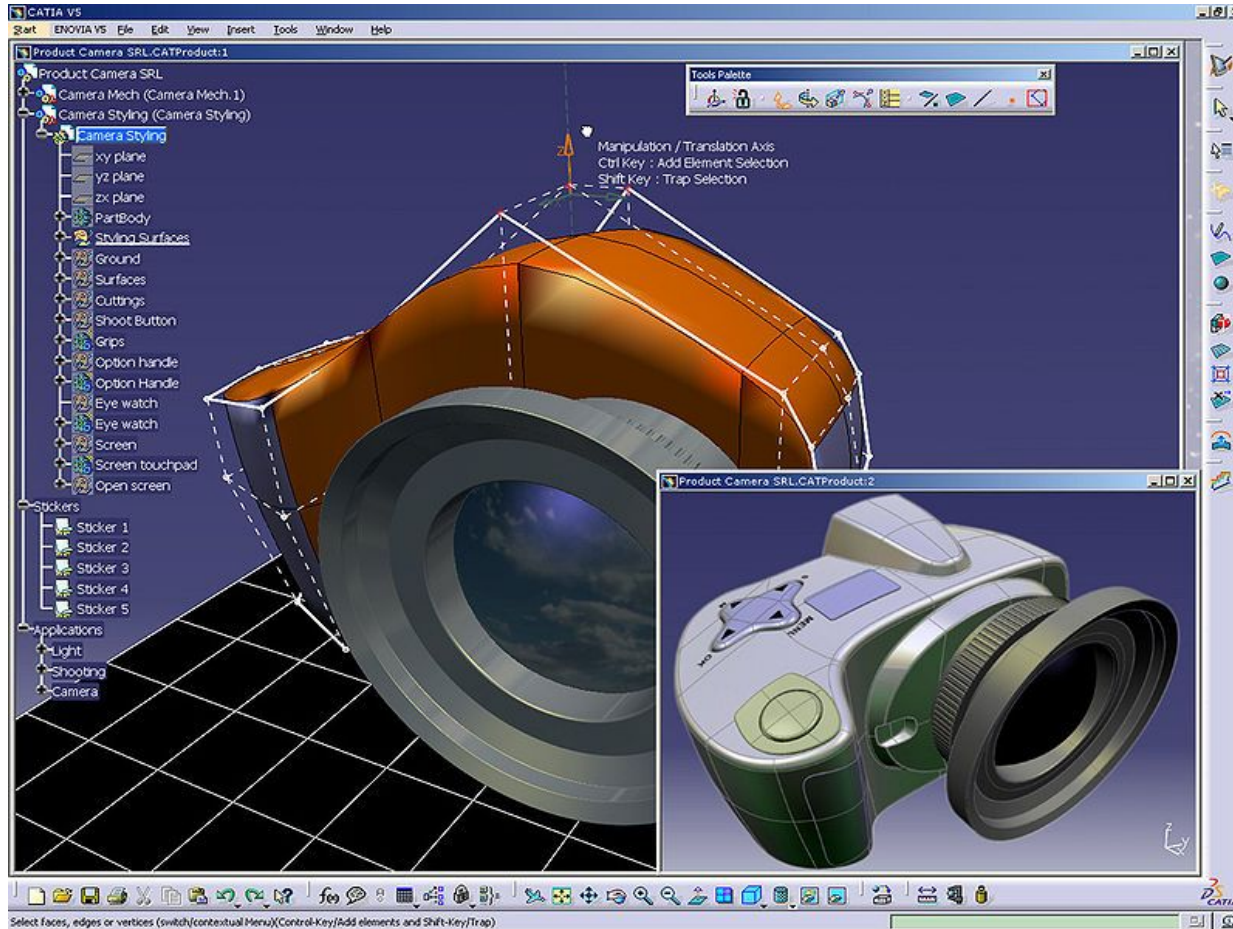 CATIA V5
Start ENOVIA V5 File Edit View Insert Tools Window Help
Product Camera SRL.CATProduct:1
Product Camera SRL
Camera Mech (Camera Mech.1)
Camera Styling (Camera Styling)
Camera Styling
xy plane
yz plane
zx plane
PartBody
Styling Surfaces
Ground
Surfaces
Cuttings
Shoot Button
Grips
Option handle
Option Handle
Eye watch
Eye watch
Screen
Screen touchpad
Open screen
Stickers
Sticker 1
Sticker 2
Sticker 3
Sticker 4
Sticker 5
Applications
Light
Shooting
Camera
Tools Palette
z
Manipulation / Translation Axis
Ctrl Key : Add Element Selection
Shift Key : Trap Selection
Product Camera SRL.CATProduct:2
MENU
OK
z
y
f(x)
DS
CATIA
Select faces, edges or vertices (switch/contextual Menu)(Control-Key/Add elements and Shift-Key/Trap)